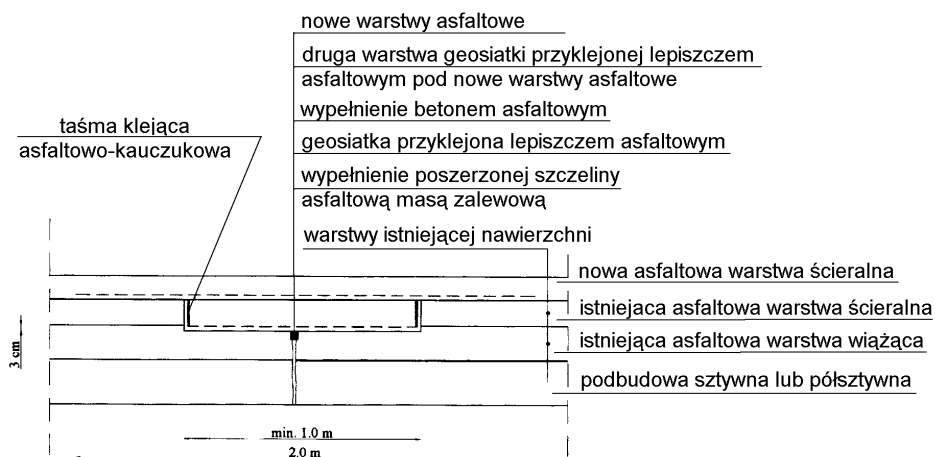 nowe warstwy asfaltowe
druga warstwa geosiatki przyklejonej lepiszczem
asfaltowym pod nowe warstwy asfaltowe
wypełnienie betonem asfaltowym
taśma klejąca
asfaltowo-kauczukowa
geosiatka przyklejona lepiszczem asfaltowym
wypełnienie poszerzonej szczeliny
asfaltową masą zalewową
warstwy istniejącej nawierzchni
nowa asfaltowa warstwa ścieralna
istniejaca asfaltowa warstwa ścieralna
istniejąca asfaltowa warstwa wiążąca
3 cm
podbudowa sztywna lub półsztywna
min. 1.0 m
2.0 m